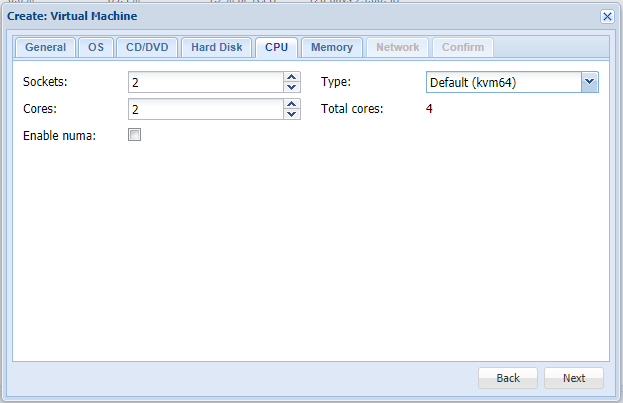 Create: Virtual Machine
General OS CD/DVD Hard Disk CPU Memory Network Confirm
Sockets: 2 Type: Default (kvm64)
Cores: 2 Total cores: 4
Enable numa:
Back Next